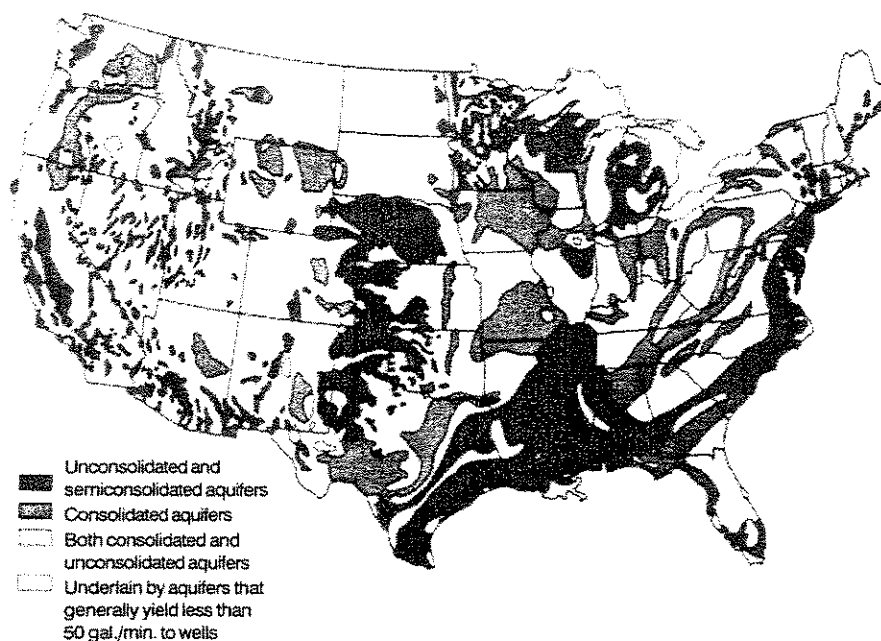 Unconsolidated and
semiconsolidated aquifers
Consolidated aquifers
Both consolidated and
unconsolidated aquifers
Underlain by aquifers that
generally yield less than
50 gal./min. to wells